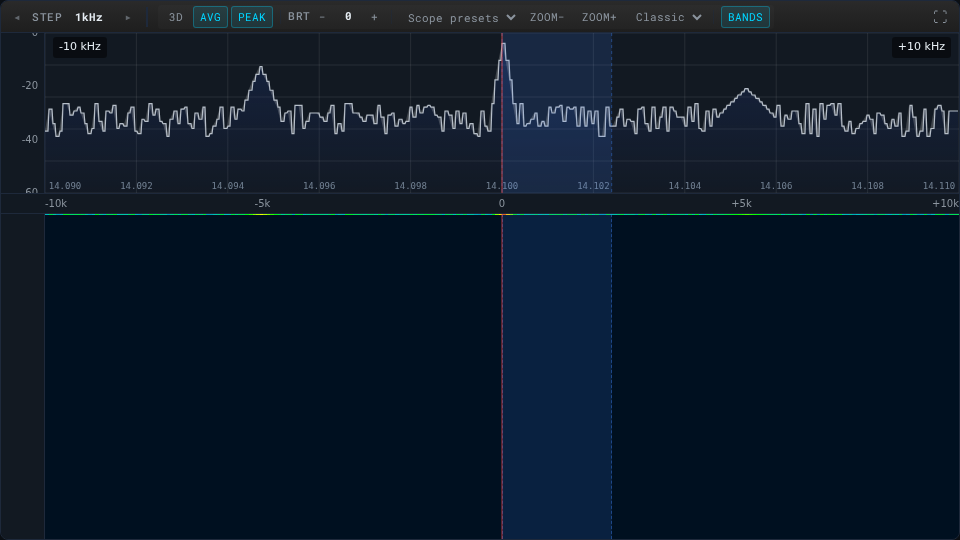 ◂ STEP 1kHz ▸ 3D AVG PEAK BRT − 0 + Scope presets ZOOM− ZOOM+ Classic BANDS
0
-10 kHz +10 kHz
-20
-40
-60
14.090 14.092 14.094 14.096 14.098 14.100 14.102 14.104 14.106 14.108 14.110
-10k -5k 0 +5k +10k